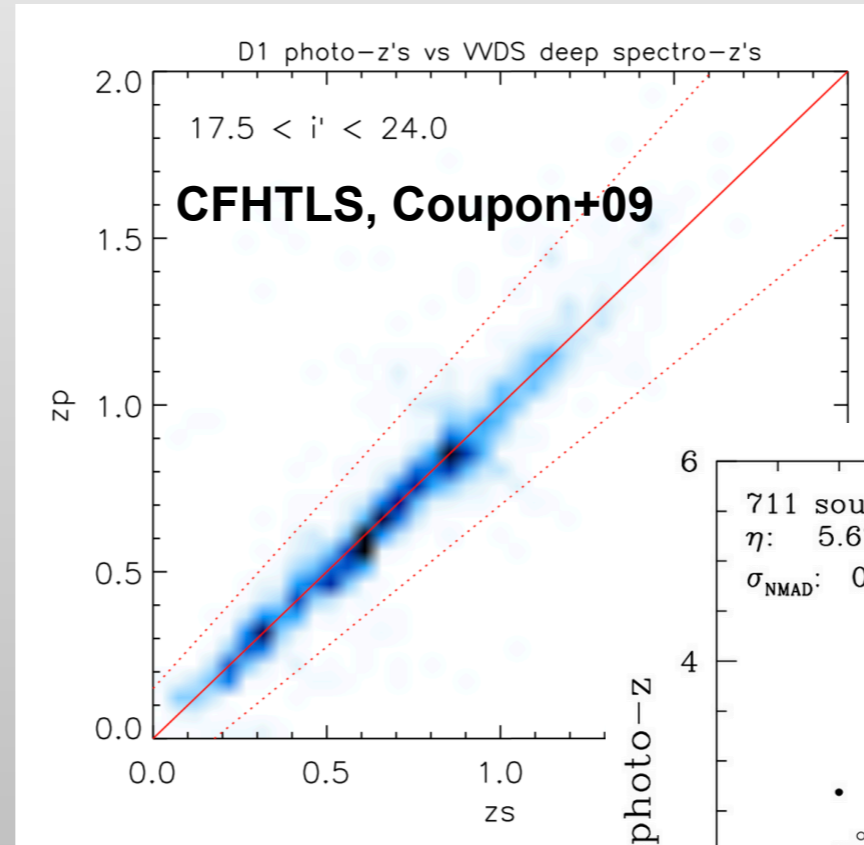 D1 photo-z's vs VVDS deep spectro-z's
2.0
17.5 < i' < 24.0
CFHTLS, Coupon+09
1.5
zp
1.0
0.5
0.0
0.0 0.5 1.0
zs
6
711
η: 5.6
σNMAD: 0
4
photo-z